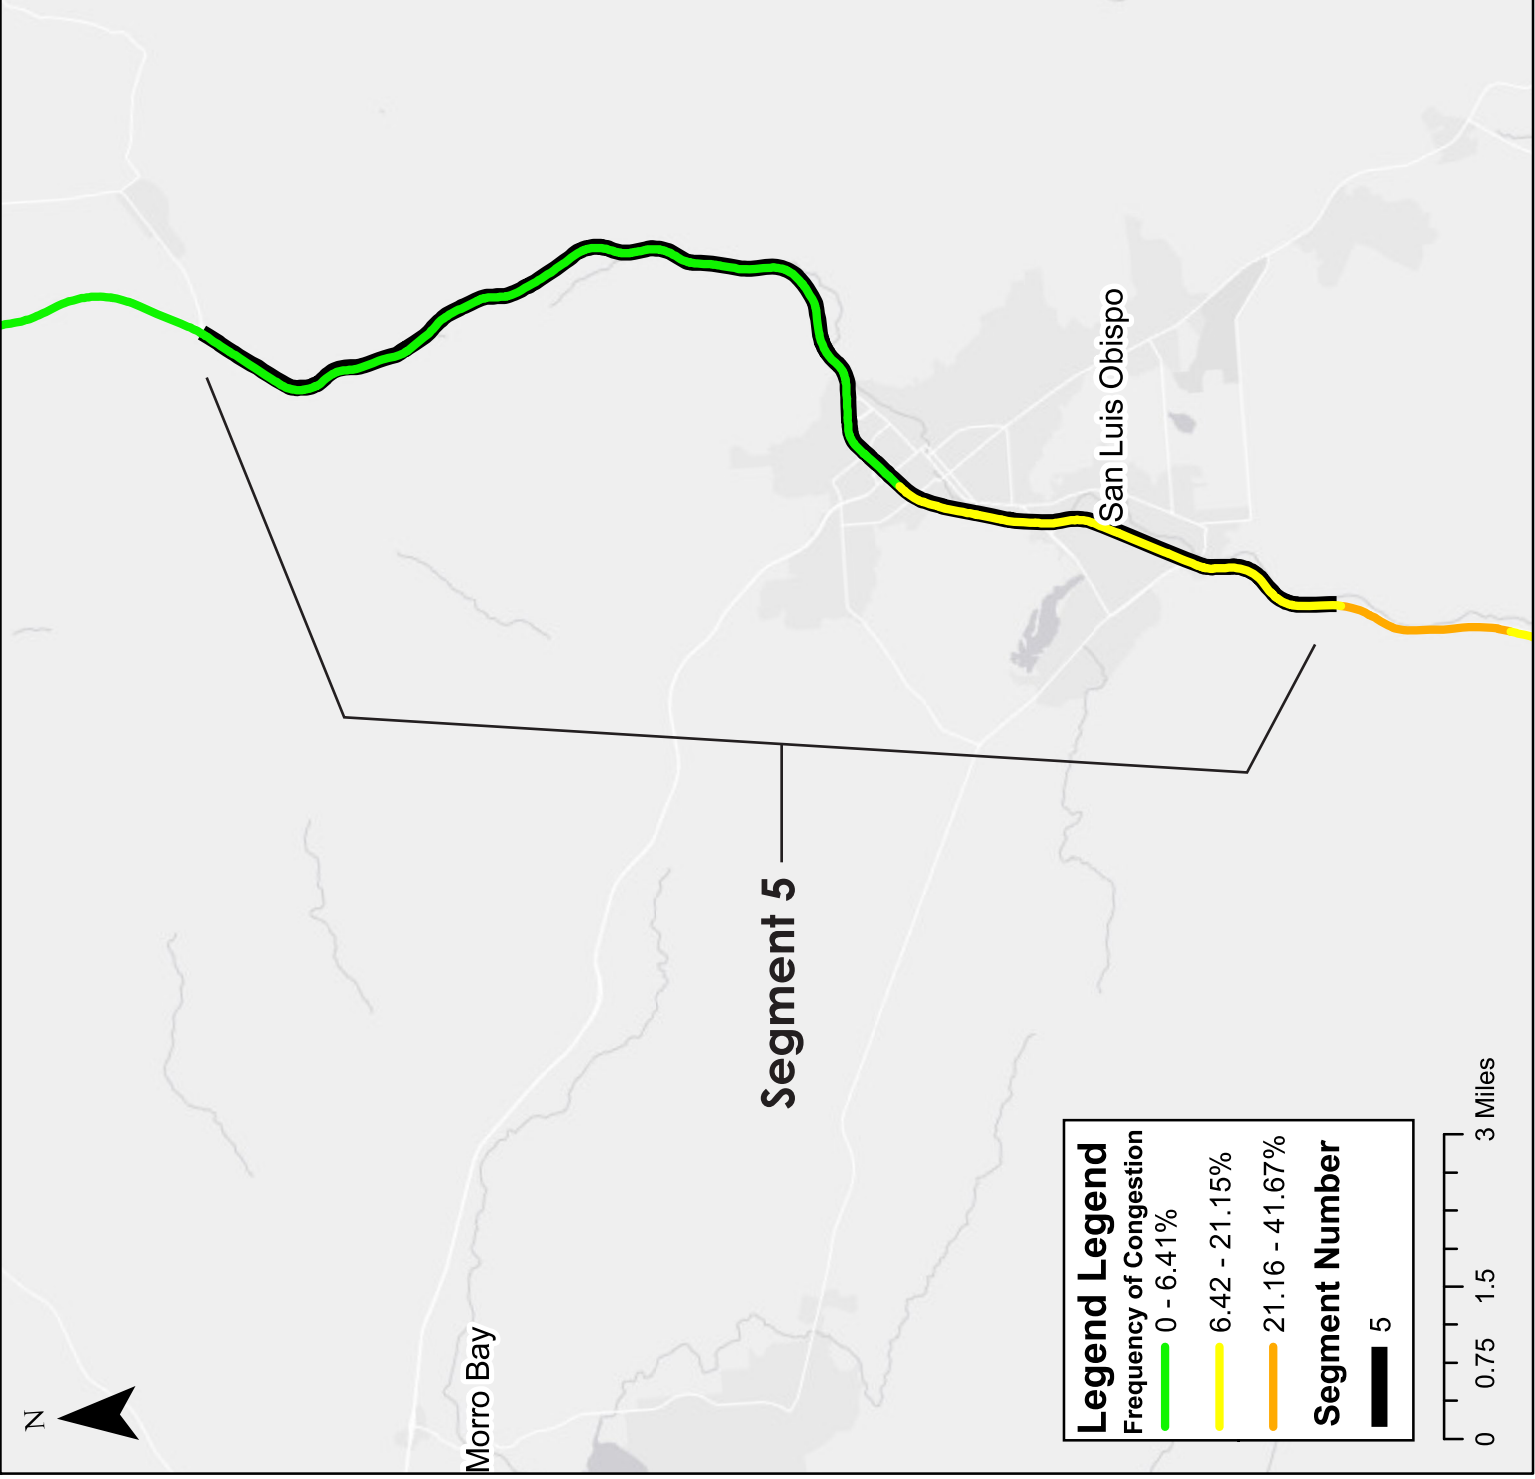 N
Morro Bay
San Luis Obispo
Segment 5
Legend Legend
Frequency of Congestion
0 - 6.41%
6.42 - 21.15%
21.16 - 41.67%
Segment Number
5
0 0.75 1.5 3 Miles